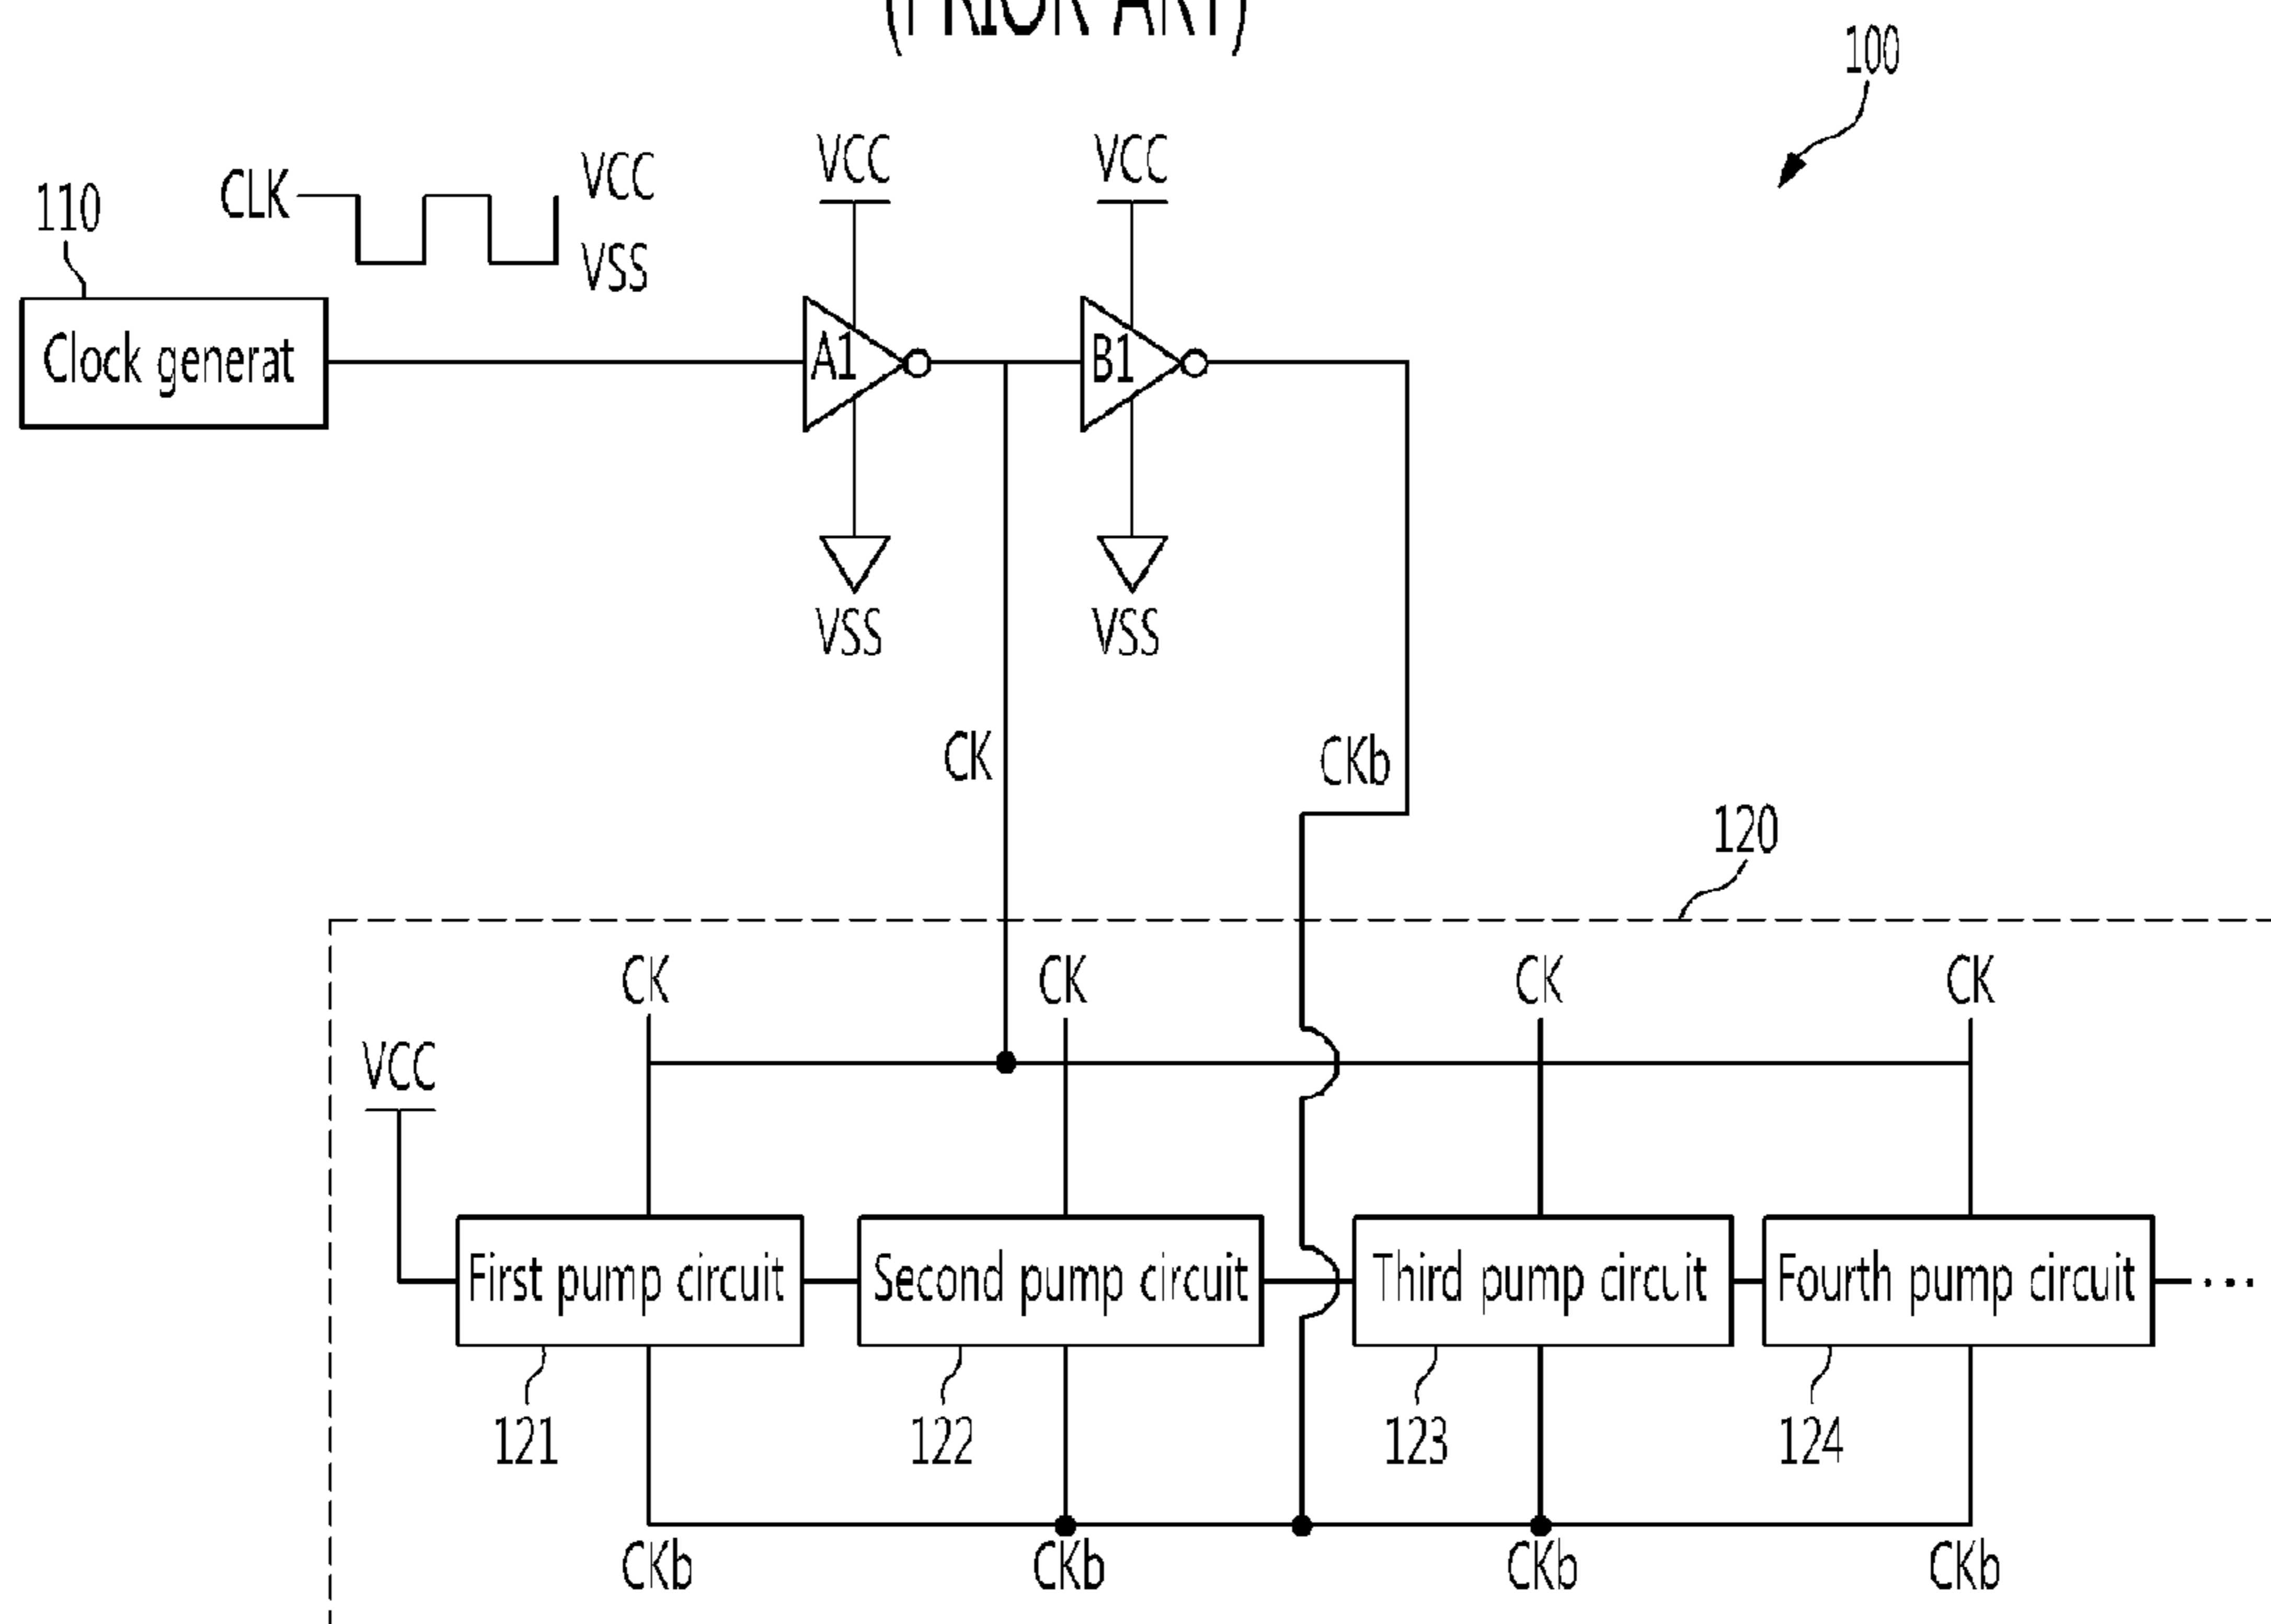 (PRIOR ART)
100
110
CLK
VCC
VSS
VCC
VCC
Clock generat
A1
B1
VSS
VSS
CK
CKb
120
CK
CK
CK
CK
VCC
First pump circuit
Second pump circuit
Third pump circuit
Fourth pump circuit
...
121
122
123
124
CKb
CKb
CKb
CKb